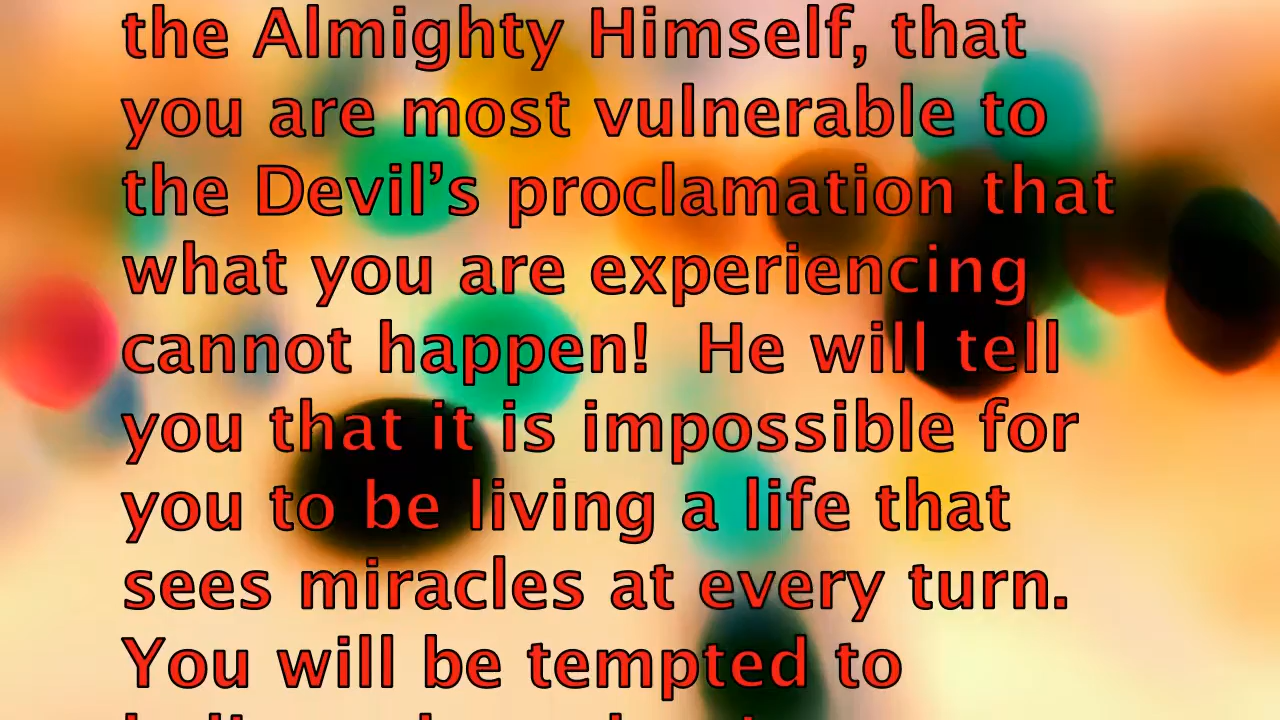 the Almighty Himself, that
you are most vulnerable to
the Devil’s proclamation that
what you are experiencing
cannot happen!  He will tell
you that it is impossible for
you to be living a life that
sees miracles at every turn.
You will be tempted to